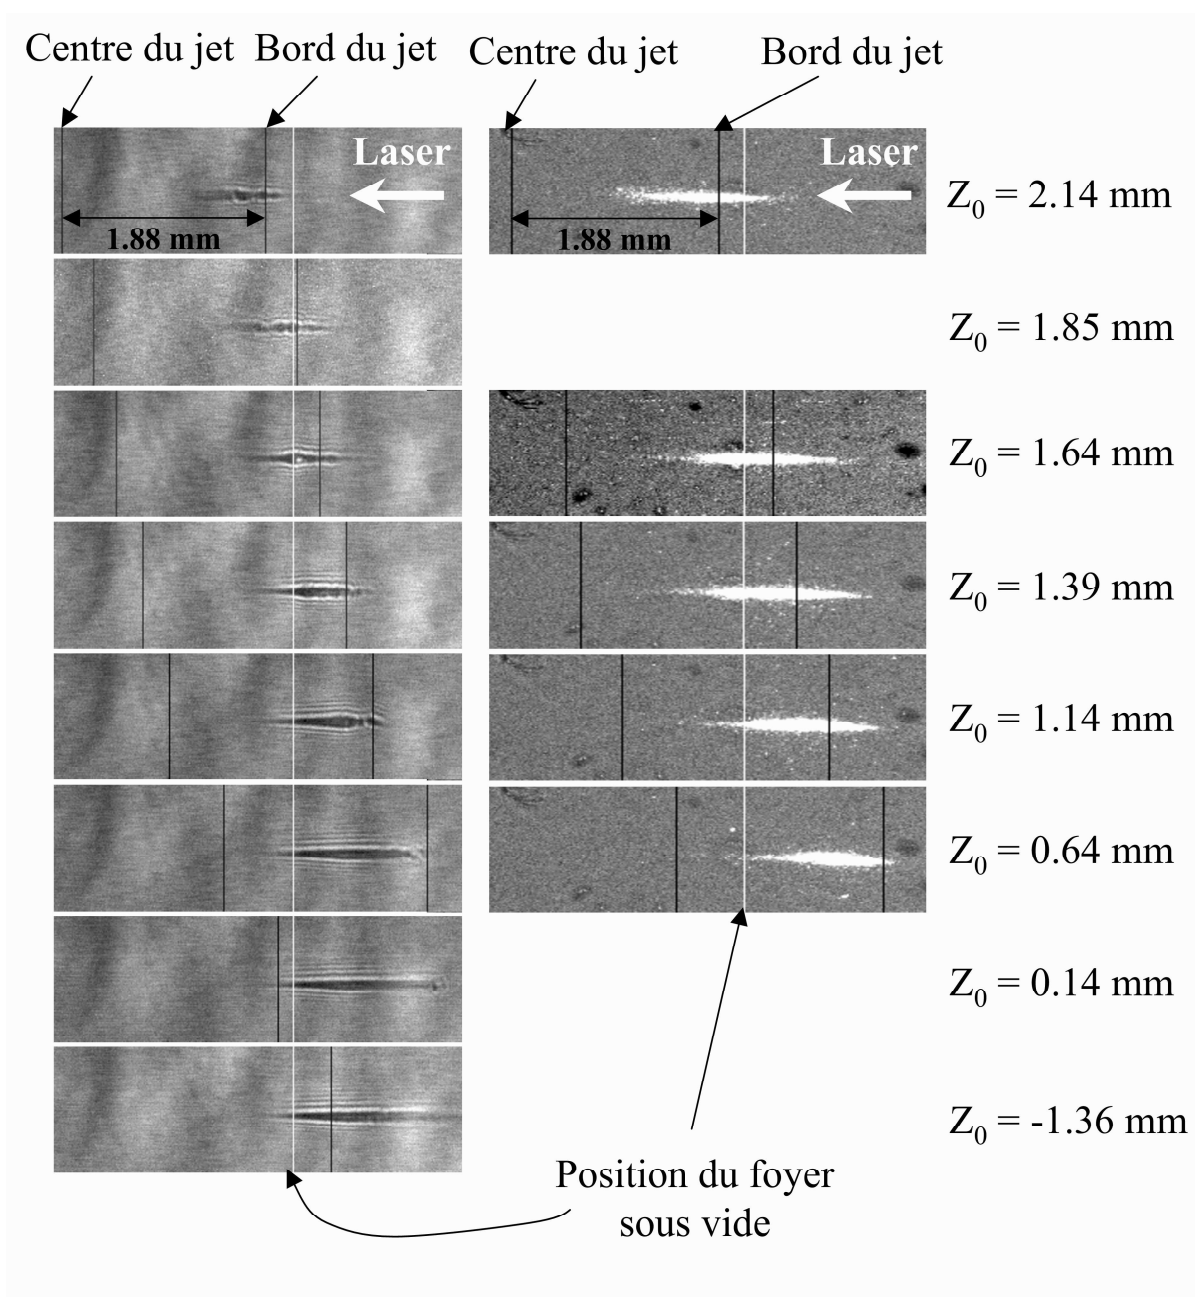 Centre du jet Bord du jet Centre du jet Bord du jet
Laser Laser
Z₀ = 2.14 mm
1.88 mm 1.88 mm
Z₀ = 1.85 mm
Z₀ = 1.64 mm
Z₀ = 1.39 mm
Z₀ = 1.14 mm
Z₀ = 0.64 mm
Z₀ = 0.14 mm
Z₀ = -1.36 mm
Position du foyer
sous vide